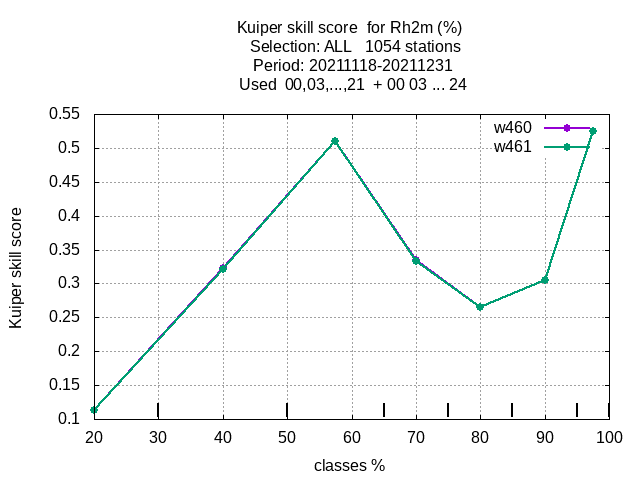 Kuiper skill score  for Rh2m (%)
Selection: ALL   1054 stations
Period: 20211118-20211231
Used  00,03,...,21  + 00 03 ... 24
w460
w461
0.55
0.5
0.45
0.4
0.35
0.3
0.25
0.2
0.15
0.1
Kuiper skill score
20 30 40 50 60 70 80 90 100
classes %